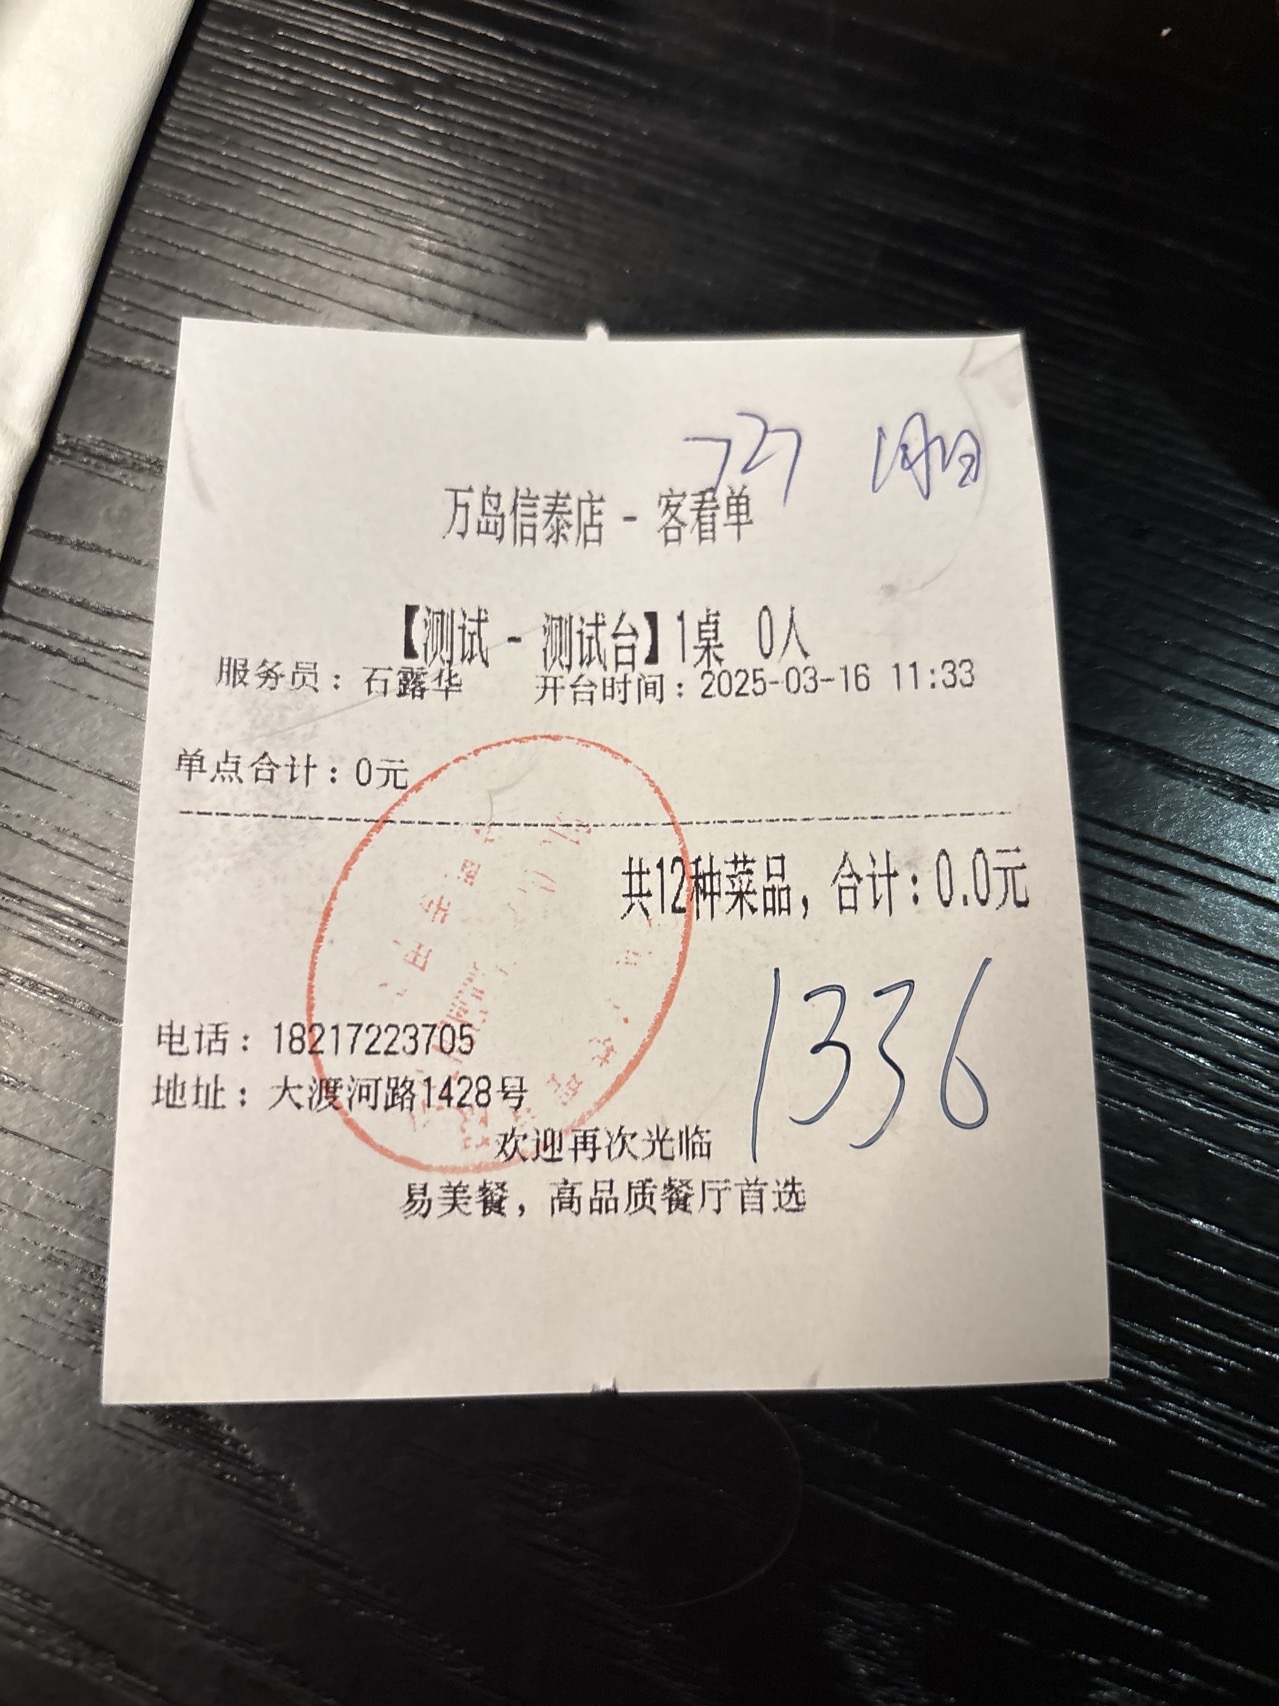 727
万岛信泰店 - 客看单
【测试 - 测试台】1桌 0人
服务员：石露华 开台时间：2025-03-16 11:33
单点合计：0元
共12种菜品，合计：0.0元
1336
电话：18217223705
地址：大渡河路1428号
欢迎再次光临
易美餐，高品质餐厅首选